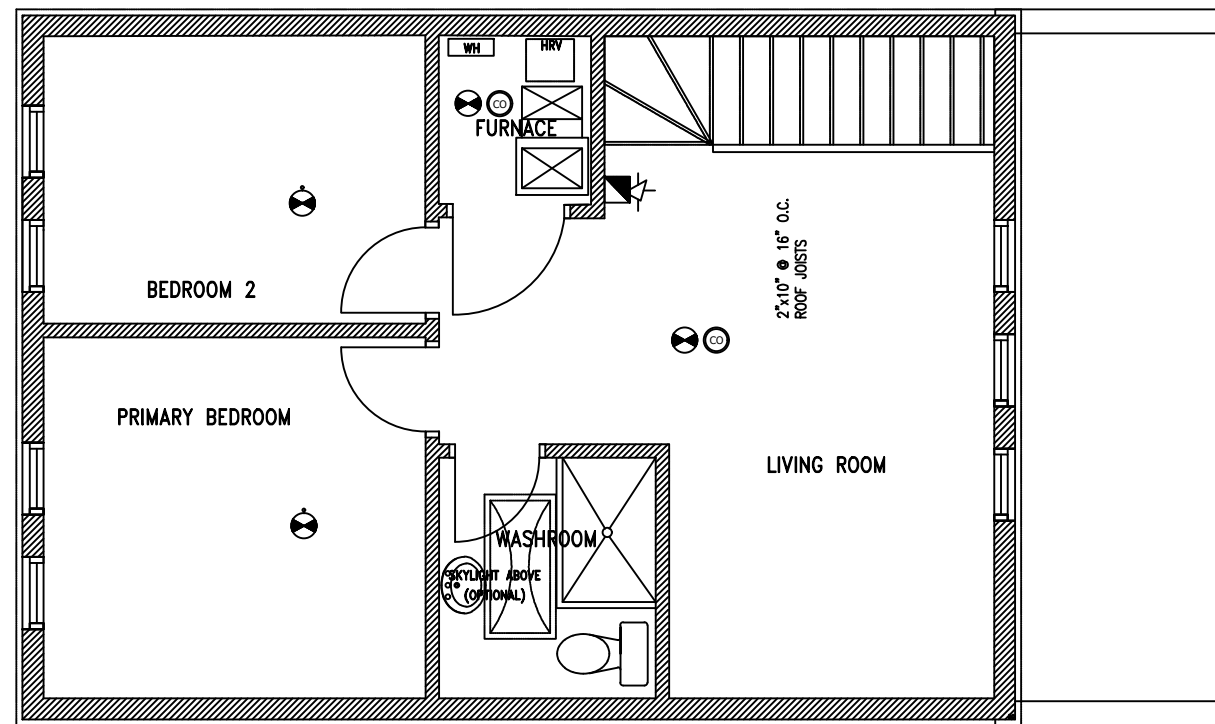 WH
HRV
CO
FURNACE
2"x10" @ 16" O.C.
ROOF JOISTS
BEDROOM 2
CO
PRIMARY BEDROOM
LIVING ROOM
WASHROOM
SKYLIGHT ABOVE
(OPTIONAL)